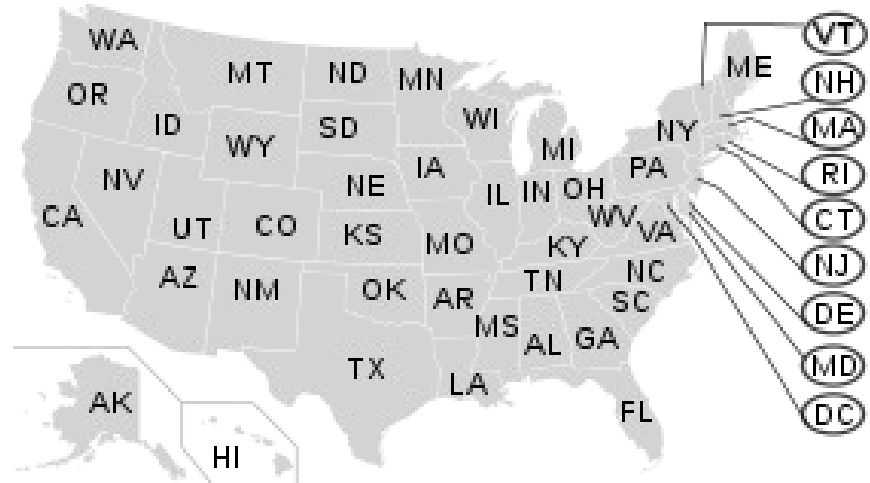 WA
MT
ND
MN
VT
ME
NH
OR
ID
SD
WI
MI
NY
MA
WY
IA
PA
RI
NV
NE
IL
IN
OH
CT
CA
UT
CO
KS
MO
KY
WV
VA
NJ
AZ
NM
OK
AR
TN
NC
SC
DE
MS
AL
GA
TX
LA
MD
AK
FL
DC
HI